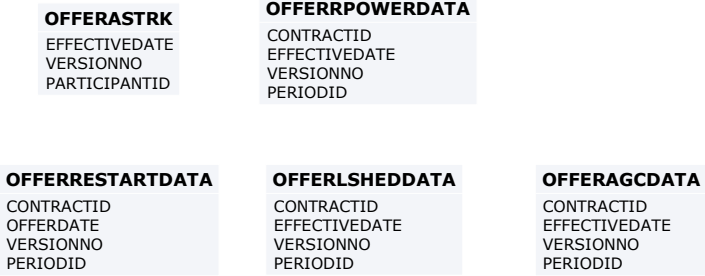 OFFERASTRK
EFFECTIVEDATE
VERSIONNO
PARTICIPANTID
OFFERRPOWERDATA
CONTRACTID
EFFECTIVEDATE
VERSIONNO
PERIODID
OFFERRESTARTDATA
CONTRACTID
OFFERDATE
VERSIONNO
PERIODID
OFFERLSHEDDATA
CONTRACTID
EFFECTIVEDATE
VERSIONNO
PERIODID
OFFERAGCDATA
CONTRACTID
EFFECTIVEDATE
VERSIONNO
PERIODID